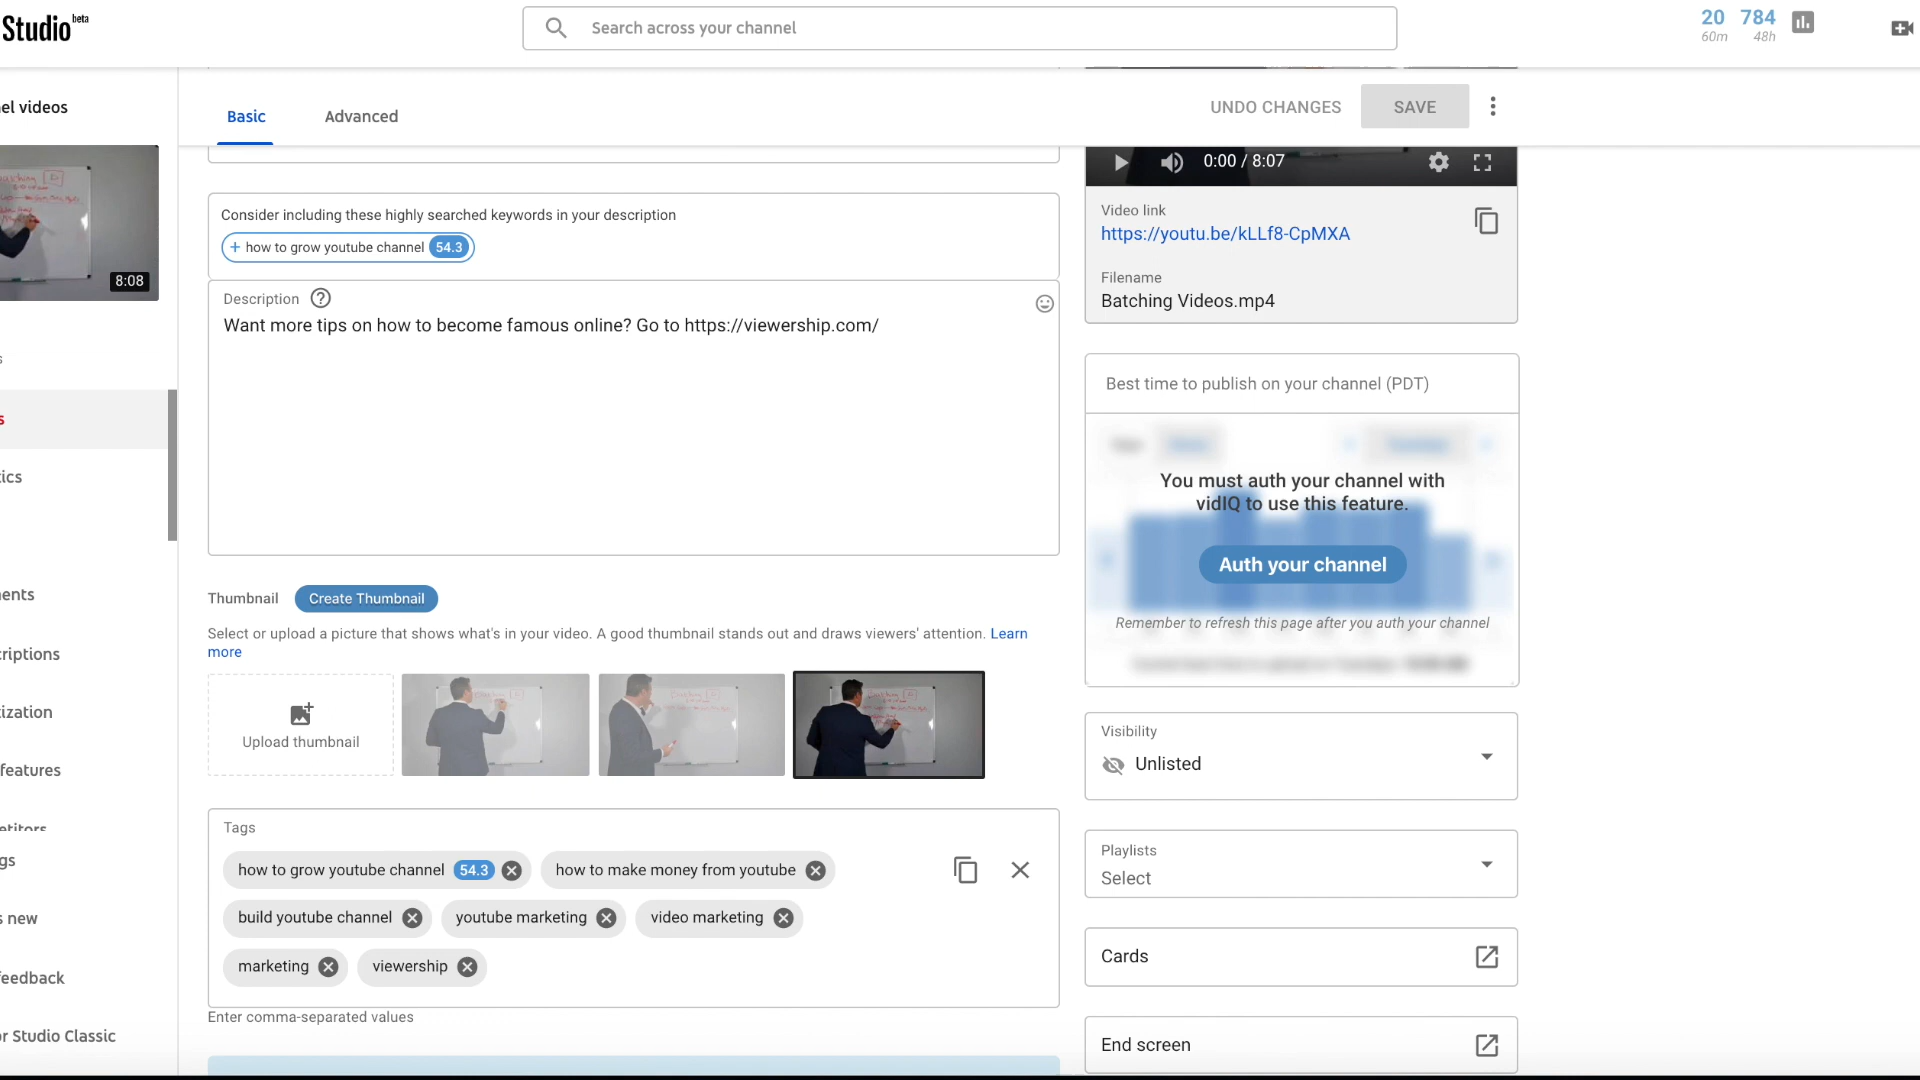 Studio beta
Search across your channel
20 784
60m 48h
el videos
Basic Advanced
UNDO CHANGES SAVE
8:08
0:00 / 8:07
Consider including these highly searched keywords in your description
+ how to grow youtube channel 54.3
Video link
https://youtu.be/kLLf8-CpMXA
Filename
Batching Videos.mp4
Description ?
Want more tips on how to become famous online? Go to https://viewership.com/
Best time to publish on your channel (PDT)
You must auth your channel with
vidIQ to use this feature.
Auth your channel
Remember to refresh this page after you auth your channel
s
s
ics
ents
riptions
ization
features
etitors
gs
s new
feedback
or Studio Classic
Thumbnail Create Thumbnail
Select or upload a picture that shows what's in your video. A good thumbnail stands out and draws viewers' attention. Learn
more
Upload thumbnail
Visibility
Unlisted
Tags
how to grow youtube channel 54.3 how to make money from youtube
build youtube channel youtube marketing video marketing
marketing viewership
Enter comma-separated values
Playlists
Select
Cards
End screen